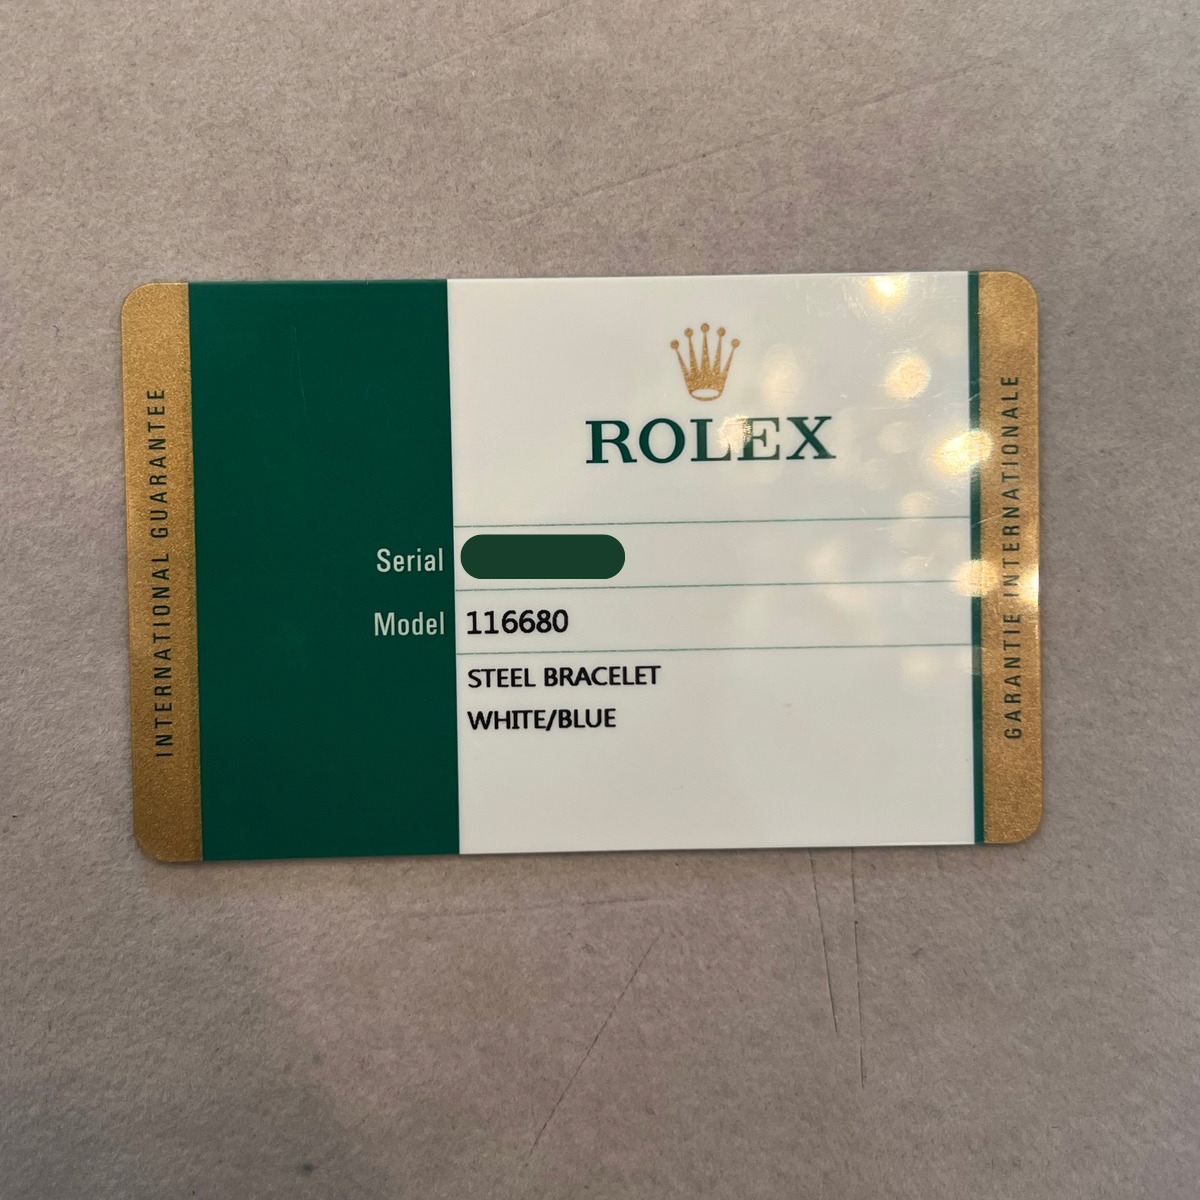 INTERNATIONAL GUARANTEE
ROLEX
Serial
Model 116680
STEEL BRACELET
WHITE/BLUE
GARANTIE INTERNATIONALE